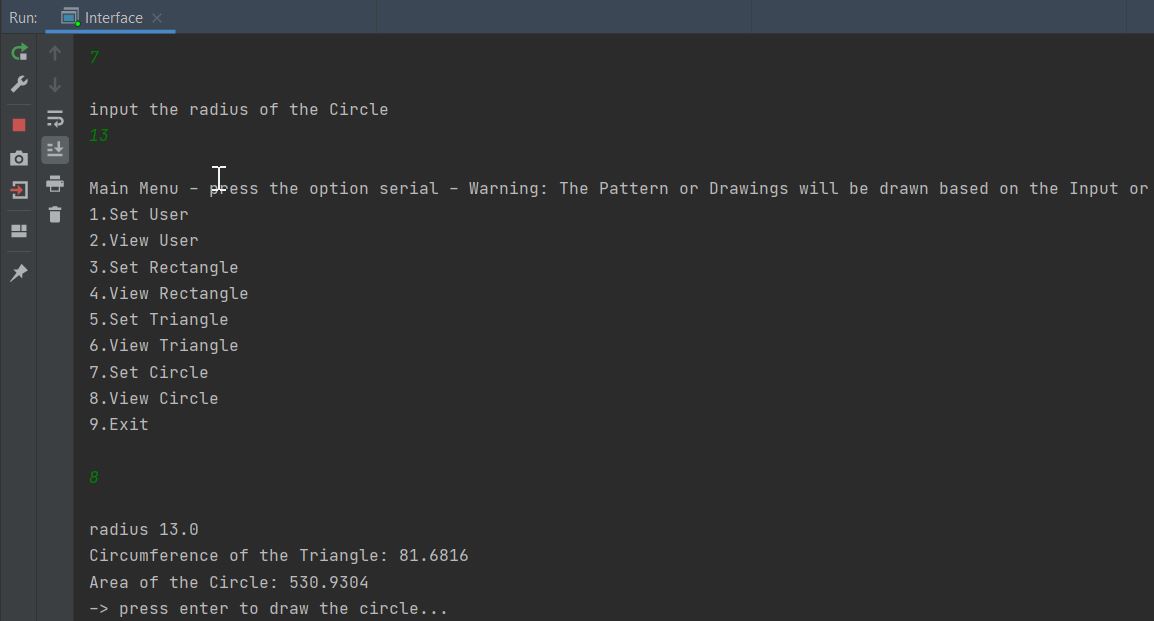 Run: Interface
7
input the radius of the Circle
13
Main Menu - press the option serial - Warning: The Pattern or Drawings will be drawn based on the Input or
1.Set User
2.View User
3.Set Rectangle
4.View Rectangle
5.Set Triangle
6.View Triangle
7.Set Circle
8.View Circle
9.Exit
8
radius 13.0
Circumference of the Triangle: 81.6816
Area of the Circle: 530.9304
-> press enter to draw the circle...